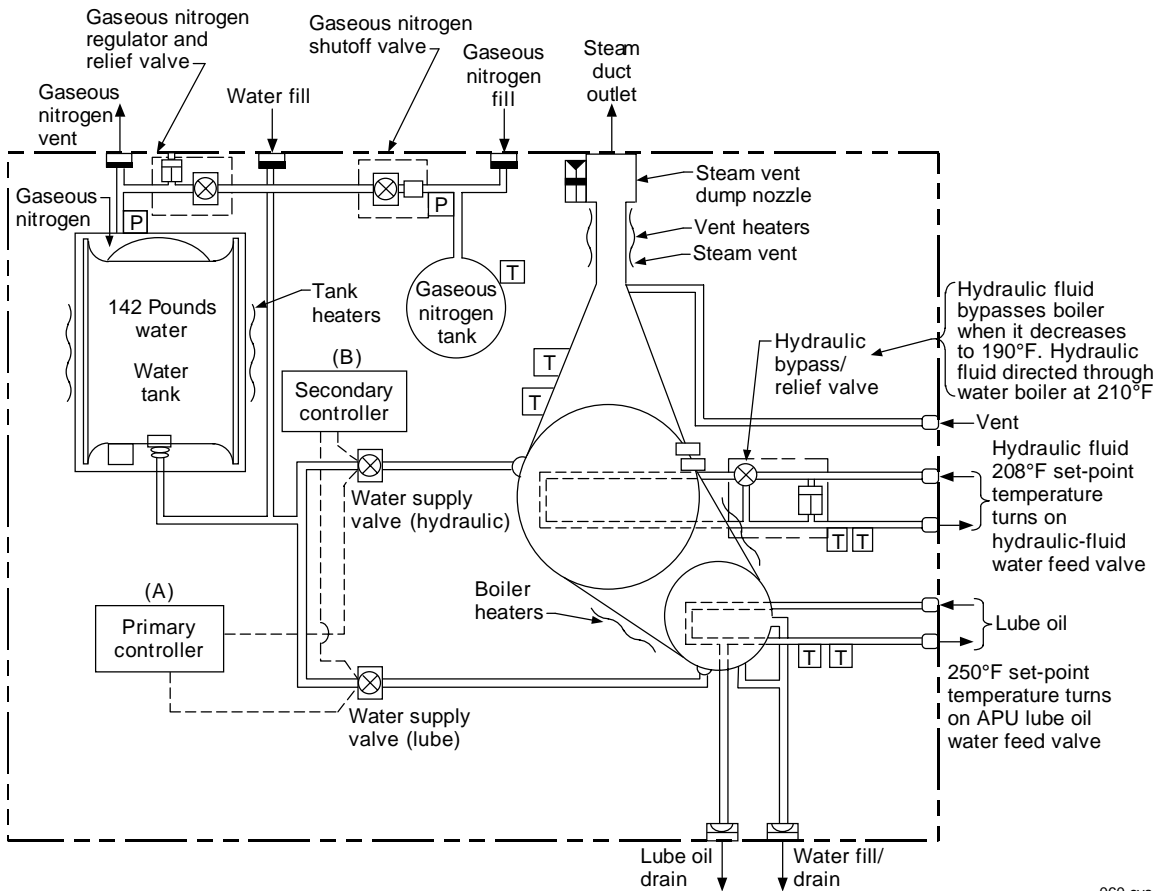 Gaseous nitrogen
regulator and
relief valve
Gaseous nitrogen
shutoff valve
Gaseous
nitrogen
fill
Steam
duct
outlet
Gaseous
nitrogen
vent
Water fill
Gaseous
nitrogen
P
P
T
Steam vent
dump nozzle
Vent heaters
Steam vent
142 Pounds
water
Water
tank
Tank
heaters
Gaseous
nitrogen
tank
Hydraulic
bypass/
relief valve
Hydraulic fluid
bypasses boiler
when it decreases
to 190°F. Hydraulic
fluid directed through
water boiler at 210°F
(B)
Secondary
controller
T
T
Vent
Water supply
valve (hydraulic)
Hydraulic fluid
208°F set-point
temperature
turns on
hydraulic-fluid
water feed valve
T T
(A)
Primary
controller
Boiler
heaters
Lube oil
T T
Water supply
valve (lube)
250°F set-point
temperature turns
on APU lube oil
water feed valve
Lube oil
drain
Water fill/
drain